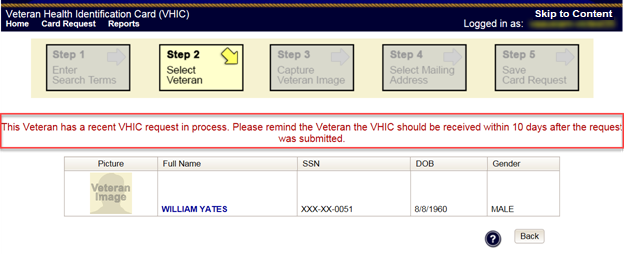 Veteran Health Identification Card (VHIC)
Skip to Content
Home Card Request Reports
Logged in as:
Step 1
Enter
Search Terms
Step 2
Select
Veteran
Step 3
Capture
Veteran Image
Step 4
Select Mailing
Address
Step 5
Save
Card Request
This Veteran has a recent VHIC request in process. Please remind the Veteran the VHIC should be received within 10 days after the request
was submitted.
Picture Full Name SSN DOB Gender
Veteran
Image
WILLIAM YATES XXX-XX-0051 8/8/1960 MALE
? Back